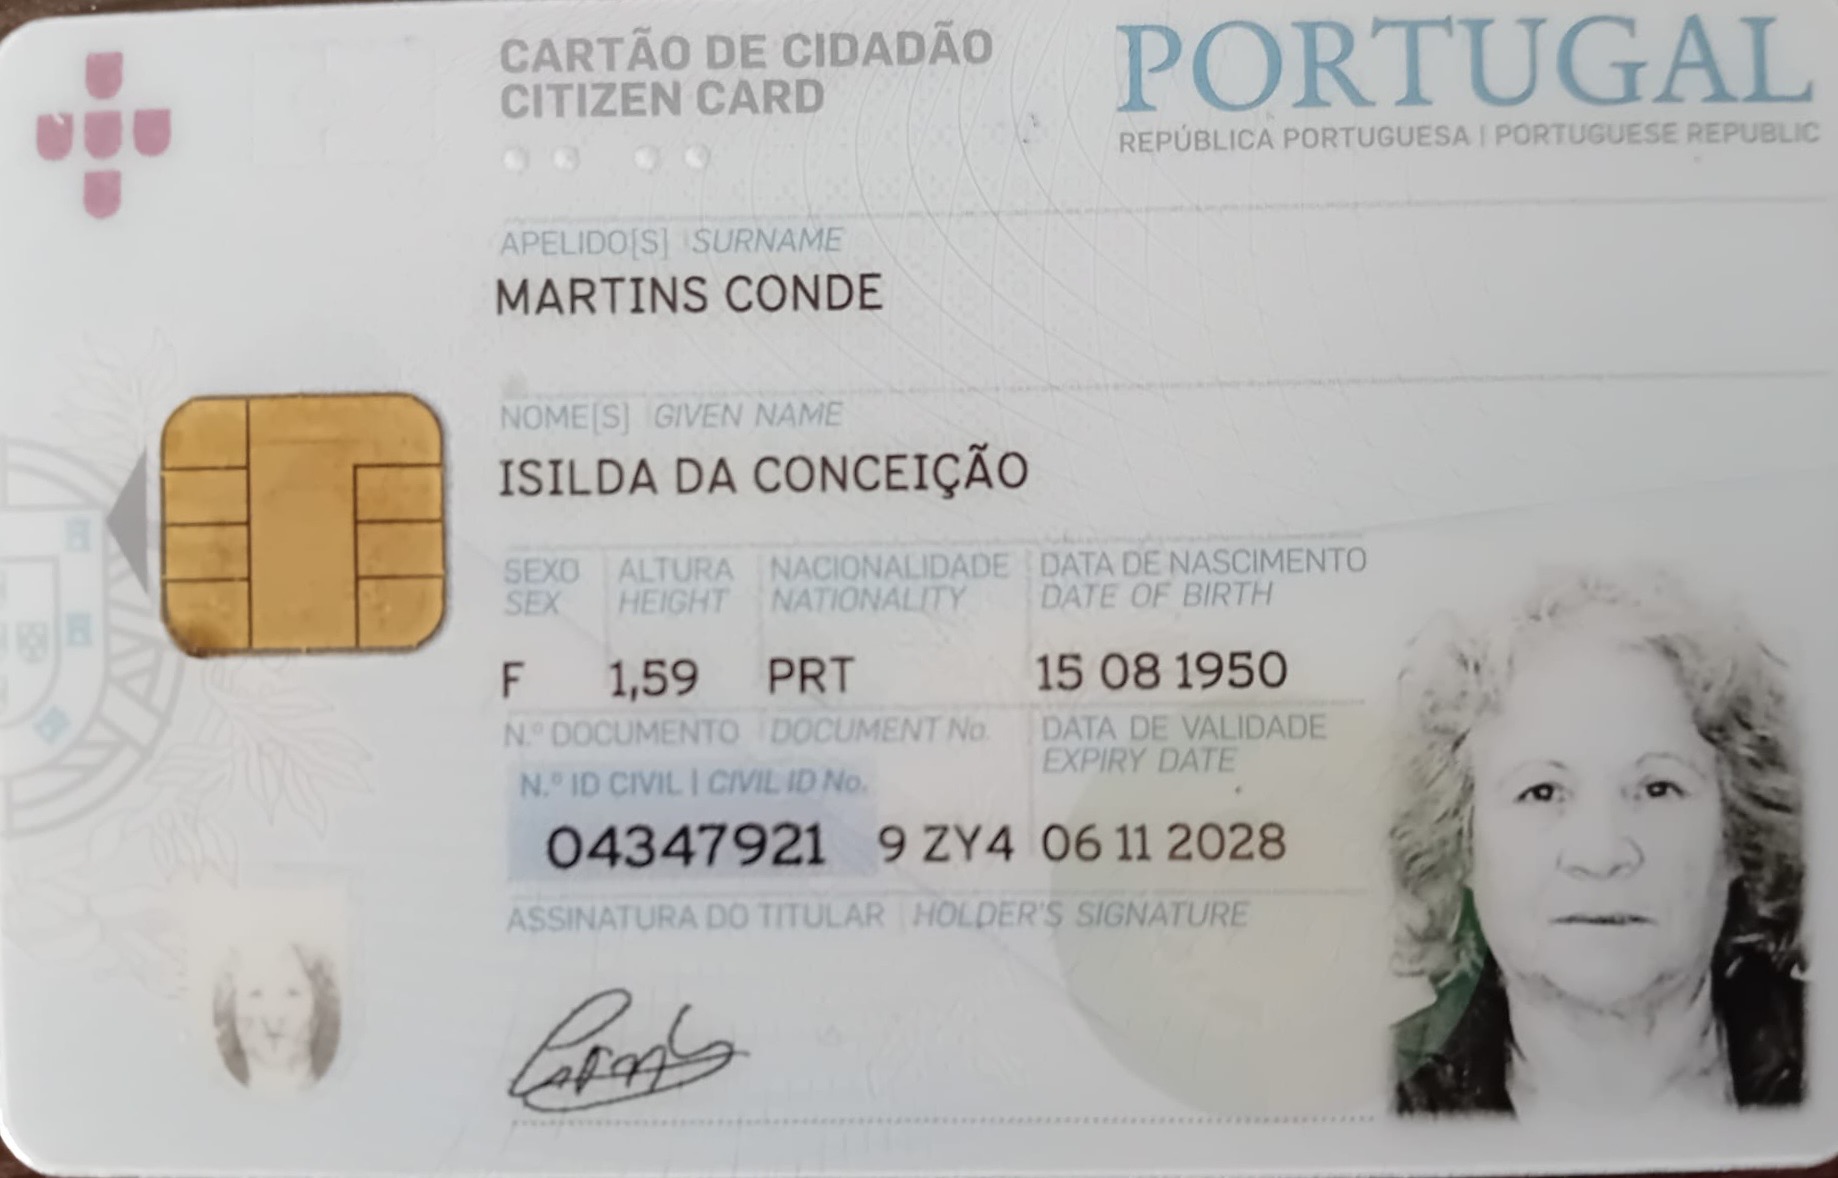 CARTÃO DE CIDADÃO
CITIZEN CARD
PORTUGAL
REPÚBLICA PORTUGUESA | PORTUGUESE REPUBLIC
APELIDO[S] SURNAME
MARTINS CONDE
NOME[S] GIVEN NAME
ISILDA DA CONCEIÇÃO
SEXO ALTURA NACIONALIDADE DATA DE NASCIMENTO
SEX HEIGHT NATIONALITY DATE OF BIRTH
F 1,59 PRT 15 08 1950
N.º DOCUMENTO DOCUMENT No. DATA DE VALIDADE
EXPIRY DATE
N.º ID CIVIL | CIVIL ID No.
04347921 9 ZY4 06 11 2028
ASSINATURA DO TITULAR HOLDER'S SIGNATURE